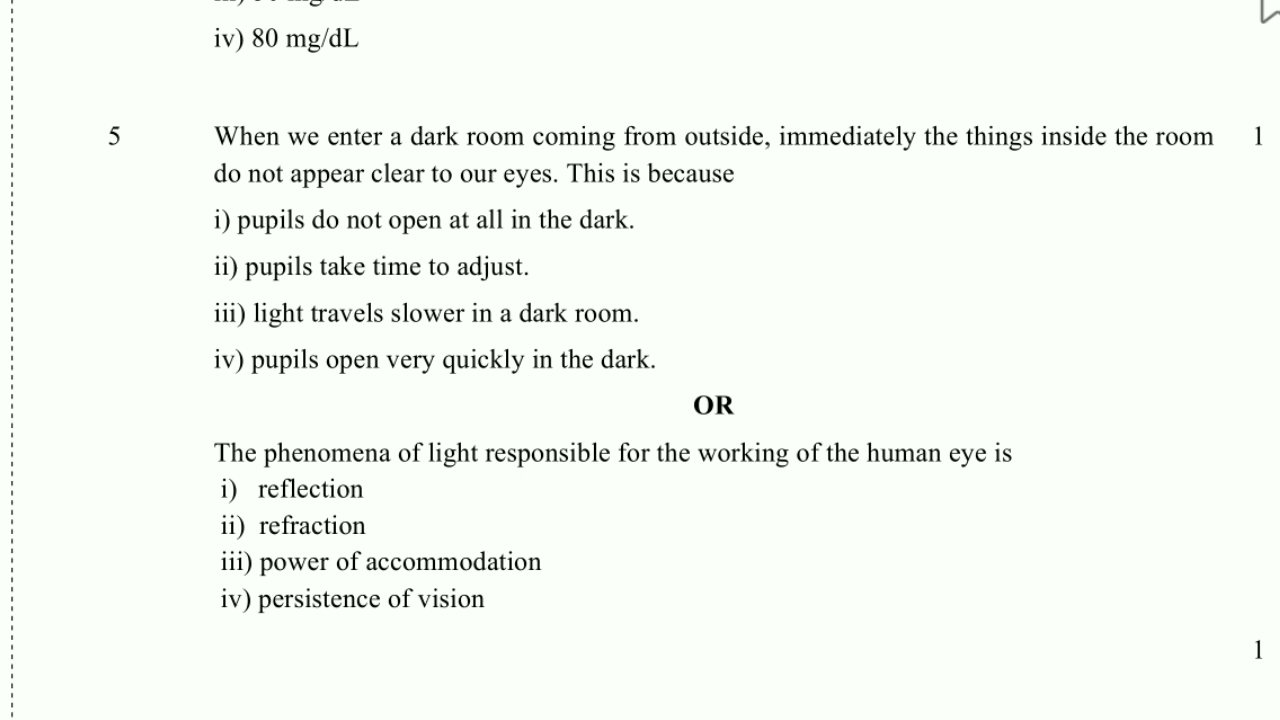 iv) 80 mg/dL
5 When we enter a dark room coming from outside, immediately the things inside the room 1
do not appear clear to our eyes. This is because
i) pupils do not open at all in the dark.
ii) pupils take time to adjust.
iii) light travels slower in a dark room.
iv) pupils open very quickly in the dark.
OR
The phenomena of light responsible for the working of the human eye is
i) reflection
ii) refraction
iii) power of accommodation
iv) persistence of vision
1